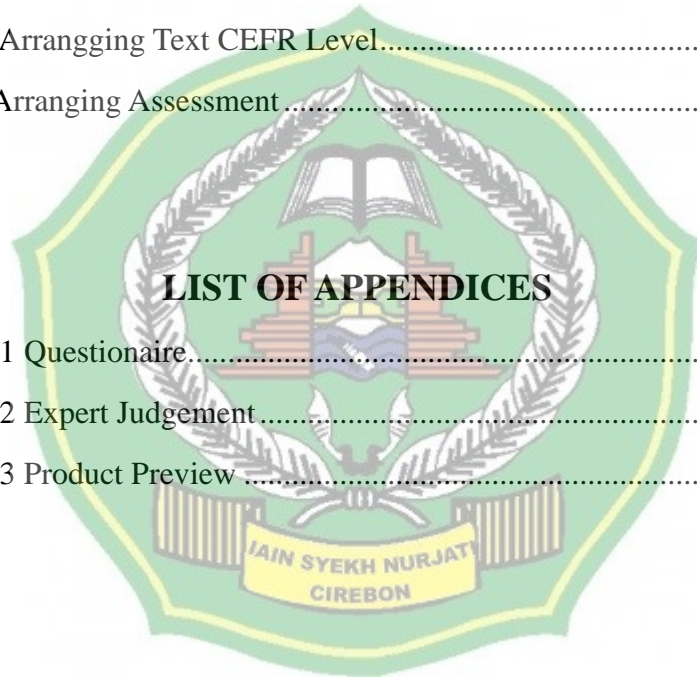 Arrangging Text CEFR Level......................................
Arranging Assessment..................................................
LIST OF APPENDICES
1 Questionaire..............................................................
2 Expert Judgement......................................................
3 Product Preview........................................................
IAIN SYEKH NURJATI
CIREBON